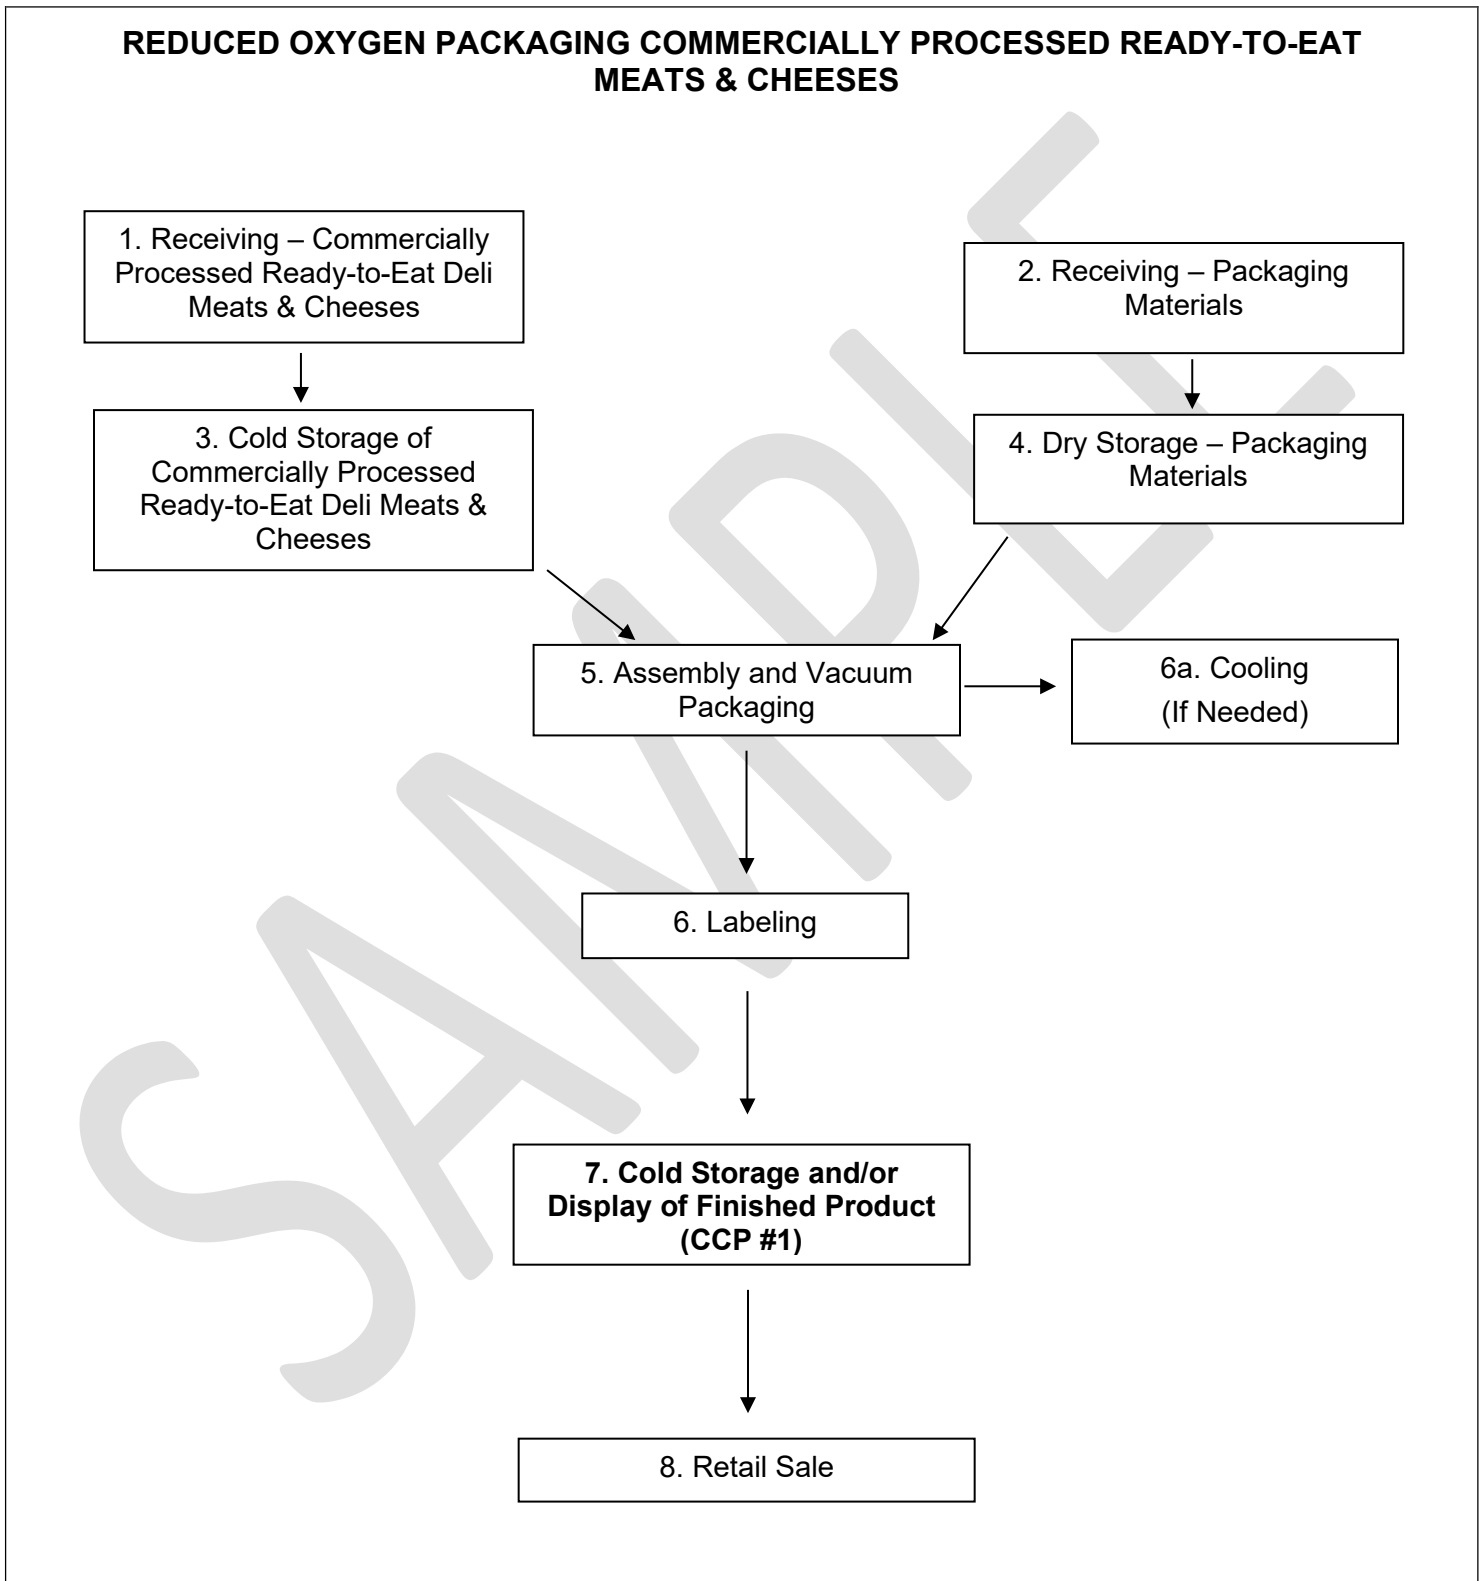 REDUCED OXYGEN PACKAGING COMMERCIALLY PROCESSED READY-TO-EAT
MEATS & CHEESES
1. Receiving – Commercially
Processed Ready-to-Eat Deli
Meats & Cheeses
2. Receiving – Packaging
Materials
3. Cold Storage of
Commercially Processed
Ready-to-Eat Deli Meats &
Cheeses
4. Dry Storage – Packaging
Materials
5. Assembly and Vacuum
Packaging
6a. Cooling
(If Needed)
6. Labeling
7. Cold Storage and/or
Display of Finished Product
(CCP #1)
8. Retail Sale
SAMPLE